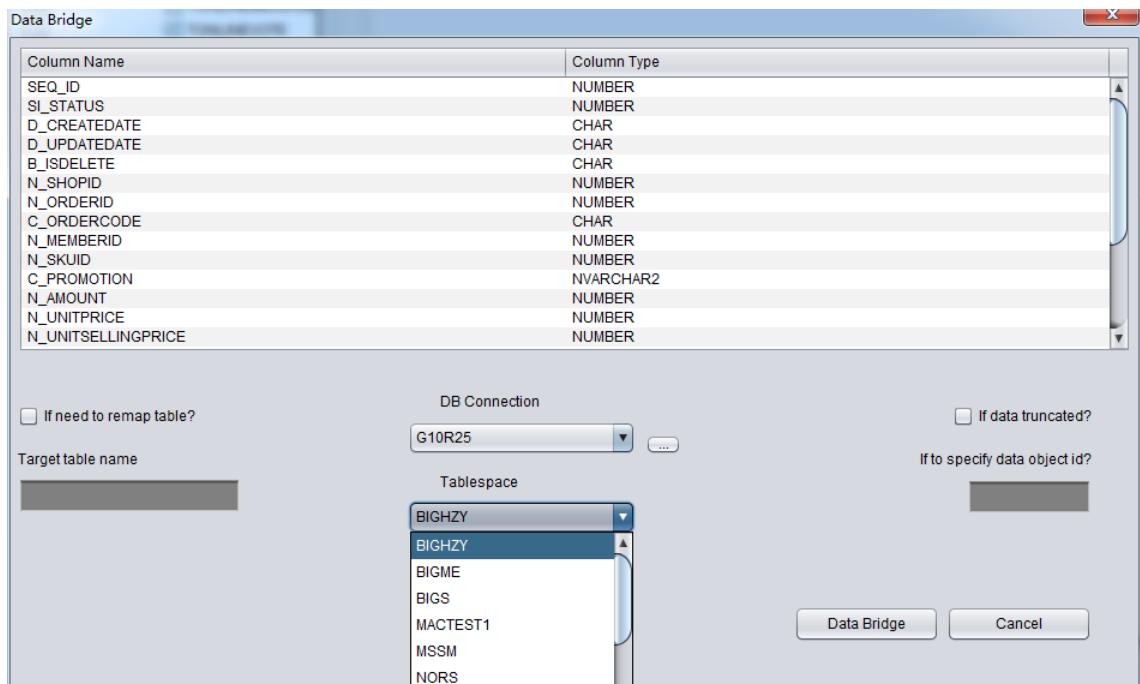 Data Bridge
Column Name Column Type
SEQ_ID NUMBER
SI_STATUS NUMBER
D_CREATEDATE CHAR
D_UPDATEDATE CHAR
B_ISDELETE CHAR
N_SHOPID NUMBER
N_ORDERID NUMBER
C_ORDERCODE CHAR
N_MEMBERID NUMBER
N_SKUID NUMBER
C_PROMOTION NVARCHAR2
N_AMOUNT NUMBER
N_UNITPRICE NUMBER
N_UNITSELLINGPRICE NUMBER
If need to remap table?
Target table name
DB Connection
G10R25
...
Tablespace
BIGHZY
BIGHZY
BIGME
BIGS
MACTEST1
MSSM
NORS
If data truncated?
If to specify data object id?
Data Bridge Cancel